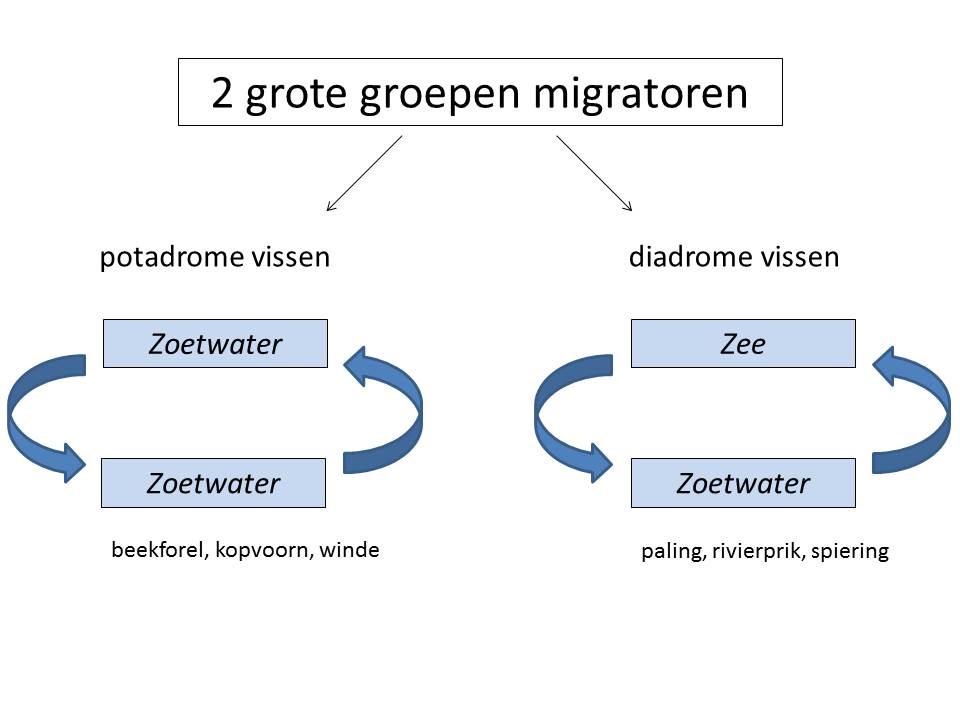 2 grote groepen migratoren
potadrome vissen
diadrome vissen
Zoetwater
Zee
Zoetwater
Zoetwater
beekforel, kopvoorn, winde
paling, rivierprik, spiering